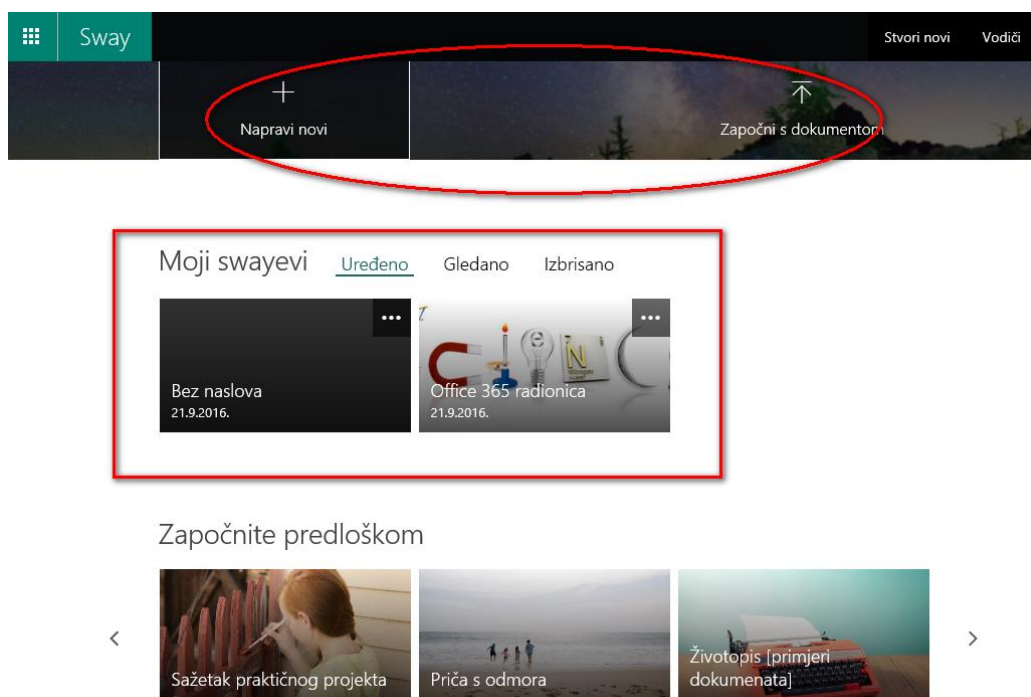 Sway
Stvori novi
Vodiči
Napravi novi
Započni s dokumentom
Moji swayevi
Uređeno
Gledano
Izbrisano
Bez naslova
21.9.2016.
Office 365 radionica
21.9.2016.
Započnite predloškom
Sažetak praktičnog projekta
Priča s odmora
Životopis [primjeri
dokumenata]